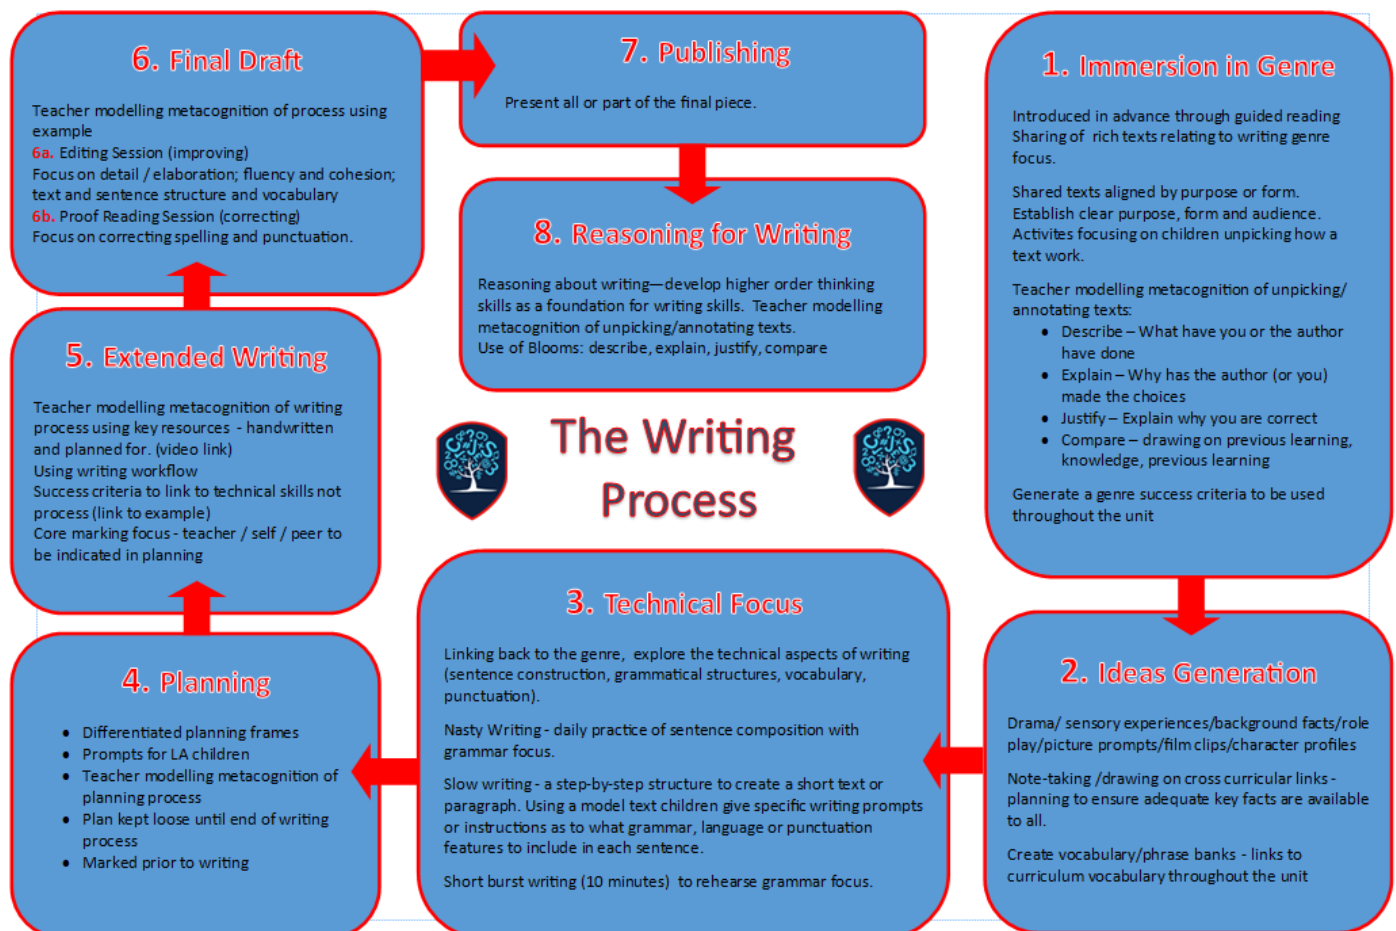 The Writing
Process
1. Immersion in Genre
Introduced in advance through guided reading
Sharing of rich texts relating to writing genre
focus.
Shared texts aligned by purpose or form.
Establish clear purpose, form and audience.
Activites focusing on children unpicking how a
text work.
Teacher modelling metacognition of unpicking/
annotating texts:
• Describe – What have you or the author
have done
• Explain – Why has the author (or you)
made the choices
• Justify – Explain why you are correct
• Compare – drawing on previous learning,
knowledge, previous learning
Generate a genre success criteria to be used
throughout the unit
2. Ideas Generation
Drama/ sensory experiences/background facts/role
play/picture prompts/film clips/character profiles
Note-taking /drawing on cross curricular links -
planning to ensure adequate key facts are available
to all.
Create vocabulary/phrase banks - links to
curriculum vocabulary throughout the unit
3. Technical Focus
Linking back to the genre, explore the technical aspects of writing
(sentence construction, grammatical structures, vocabulary,
punctuation).
Nasty Writing - daily practice of sentence composition with
grammar focus.
Slow writing - a step-by-step structure to create a short text or
paragraph. Using a model text children give specific writing prompts
or instructions as to what grammar, language or punctuation
features to include in each sentence.
Short burst writing (10 minutes) to rehearse grammar focus.
4. Planning
• Differentiated planning frames
• Prompts for LA children
• Teacher modelling metacognition of
planning process
• Plan kept loose until end of writing
process
• Marked prior to writing
5. Extended Writing
Teacher modelling metacognition of writing
process using key resources - handwritten
and planned for. (video link)
Using writing workflow
Success criteria to link to technical skills not
process (link to example)
Core marking focus - teacher / self / peer to
be indicated in planning
6. Final Draft
Teacher modelling metacognition of process using
example
6a. Editing Session (improving)
Focus on detail / elaboration; fluency and cohesion;
text and sentence structure and vocabulary
6b. Proof Reading Session (correcting)
Focus on correcting spelling and punctuation.
7. Publishing
Present all or part of the final piece.
8. Reasoning for Writing
Reasoning about writing—develop higher order thinking
skills as a foundation for writing skills. Teacher modelling
metacognition of unpicking/annotating texts.
Use of Blooms: describe, explain, justify, compare